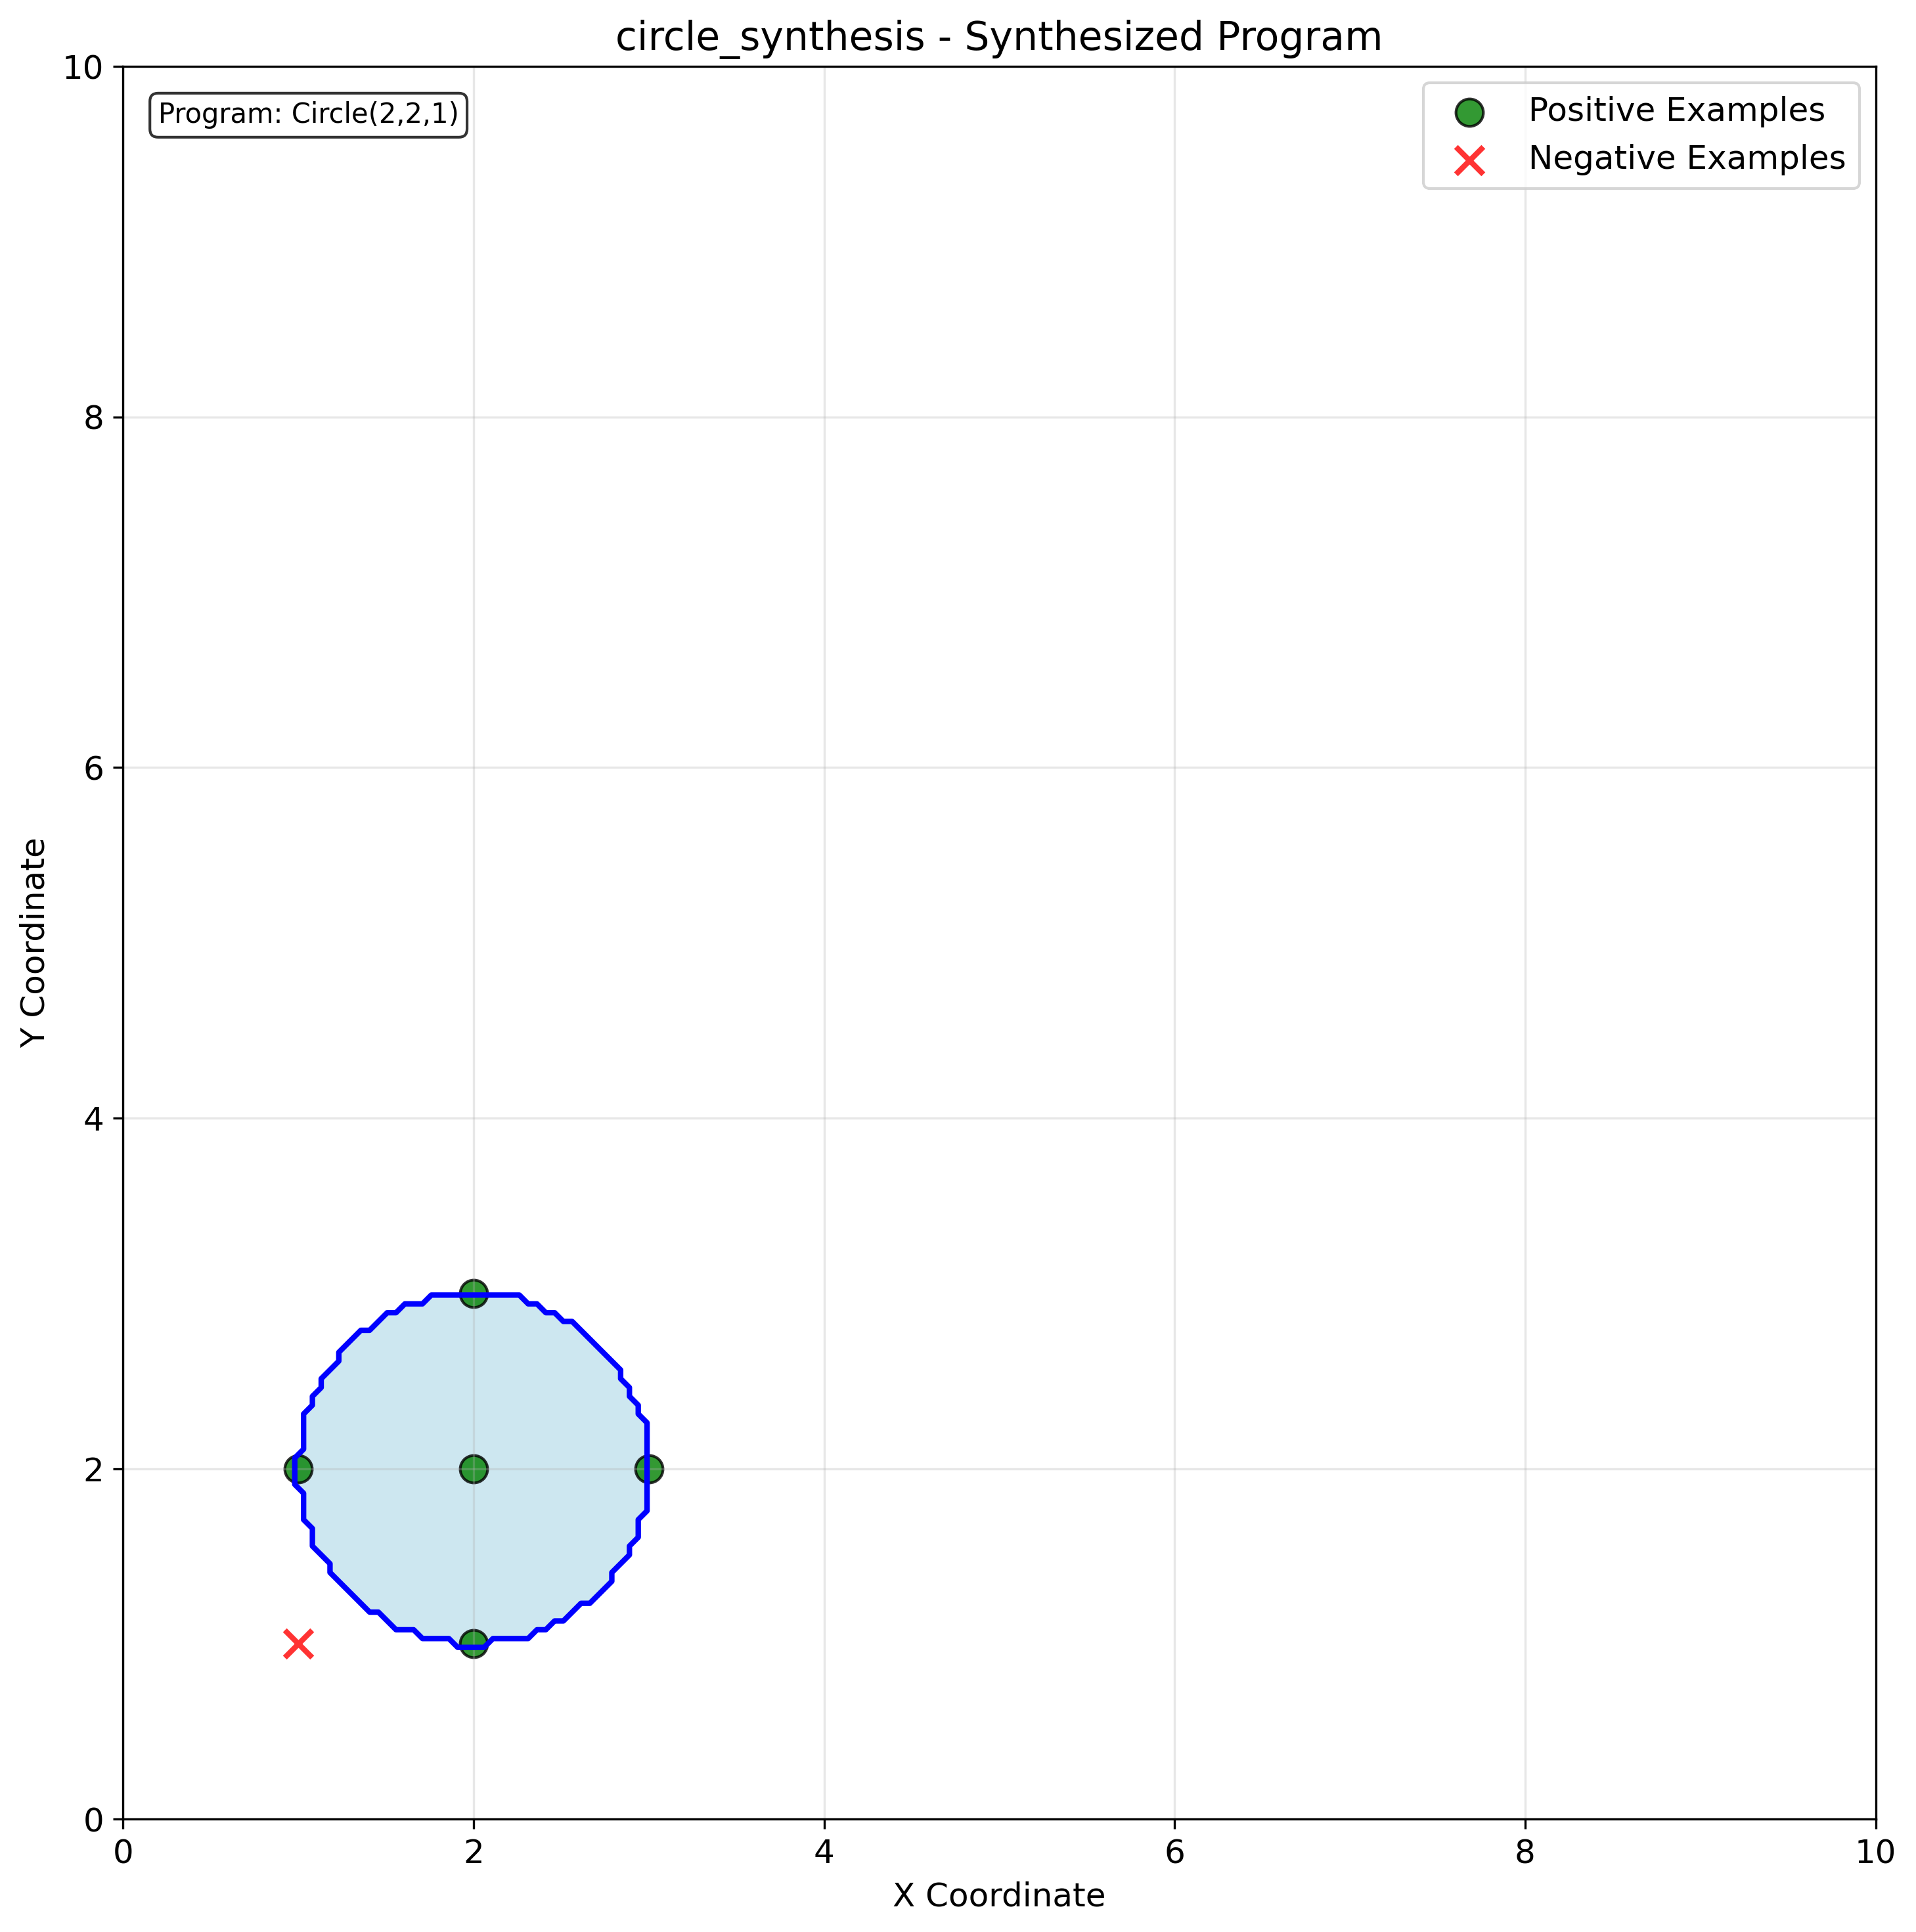 circle_synthesis - Synthesized Program
Program: Circle(2,2,1)
Positive Examples
Negative Examples
10
8
6
4
2
0
Y Coordinate
0 2 4 6 8 10
X Coordinate